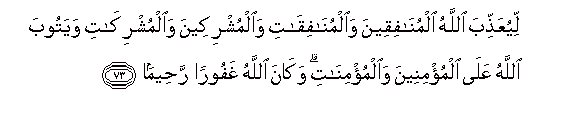 لِّيُعَذِّبَ ٱللَّهُ ٱلْمُنَـٰفِقِينَ وَٱلْمُنَـٰفِقَـٰتِ وَٱلْمُشْرِكِينَ وَٱلْمُشْرِكَـٰتِ وَيَتُوبَ
ٱللَّهُ عَلَى ٱلْمُؤْمِنِينَ وَٱلْمُؤْمِنَـٰتِ ۗ وَكَانَ ٱللَّهُ غَفُورًا رَّحِيمًۢا ٧٣